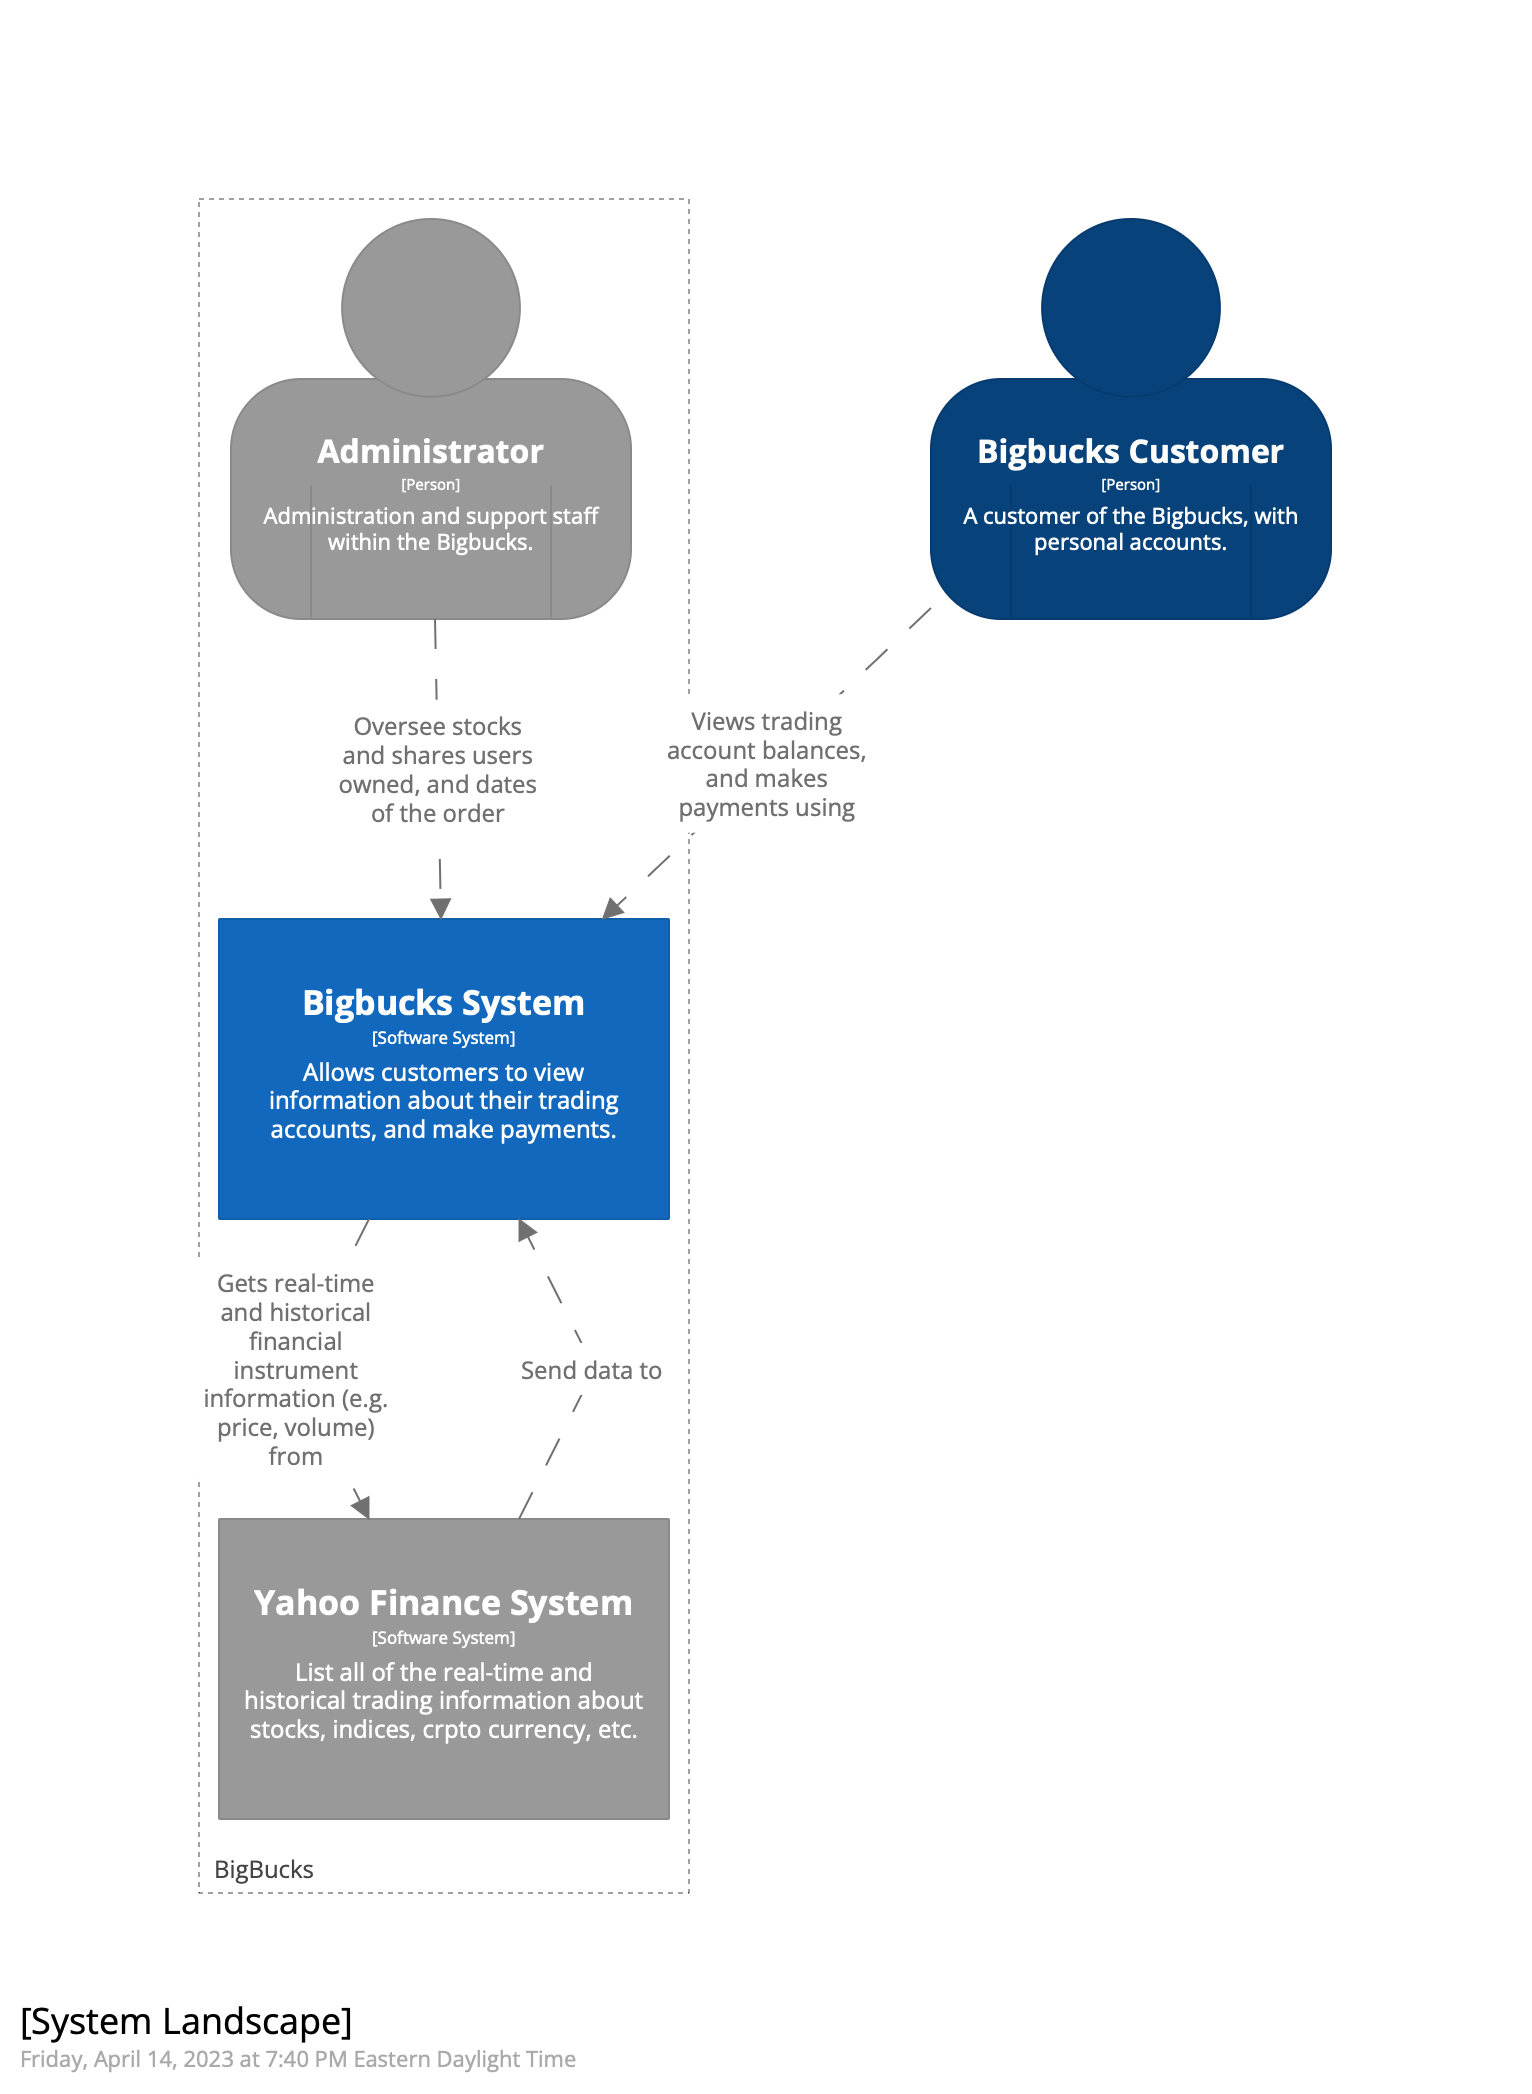 Administrator
[Person]
Administration and support staff
within the Bigbucks.
Bigbucks Customer
[Person]
A customer of the Bigbucks, with
personal accounts.
Oversee stocks
and shares users
owned, and dates
of the order
Views trading
account balances,
and makes
payments using
Bigbucks System
[Software System]
Allows customers to view
information about their trading
accounts, and make payments.
Gets real-time
and historical
financial
instrument
information (e.g.
price, volume)
from
Send data to
Yahoo Finance System
[Software System]
List all of the real-time and
historical trading information about
stocks, indices, crpto currency, etc.
BigBucks
[System Landscape]
Friday, April 14, 2023 at 7:40 PM Eastern Daylight Time